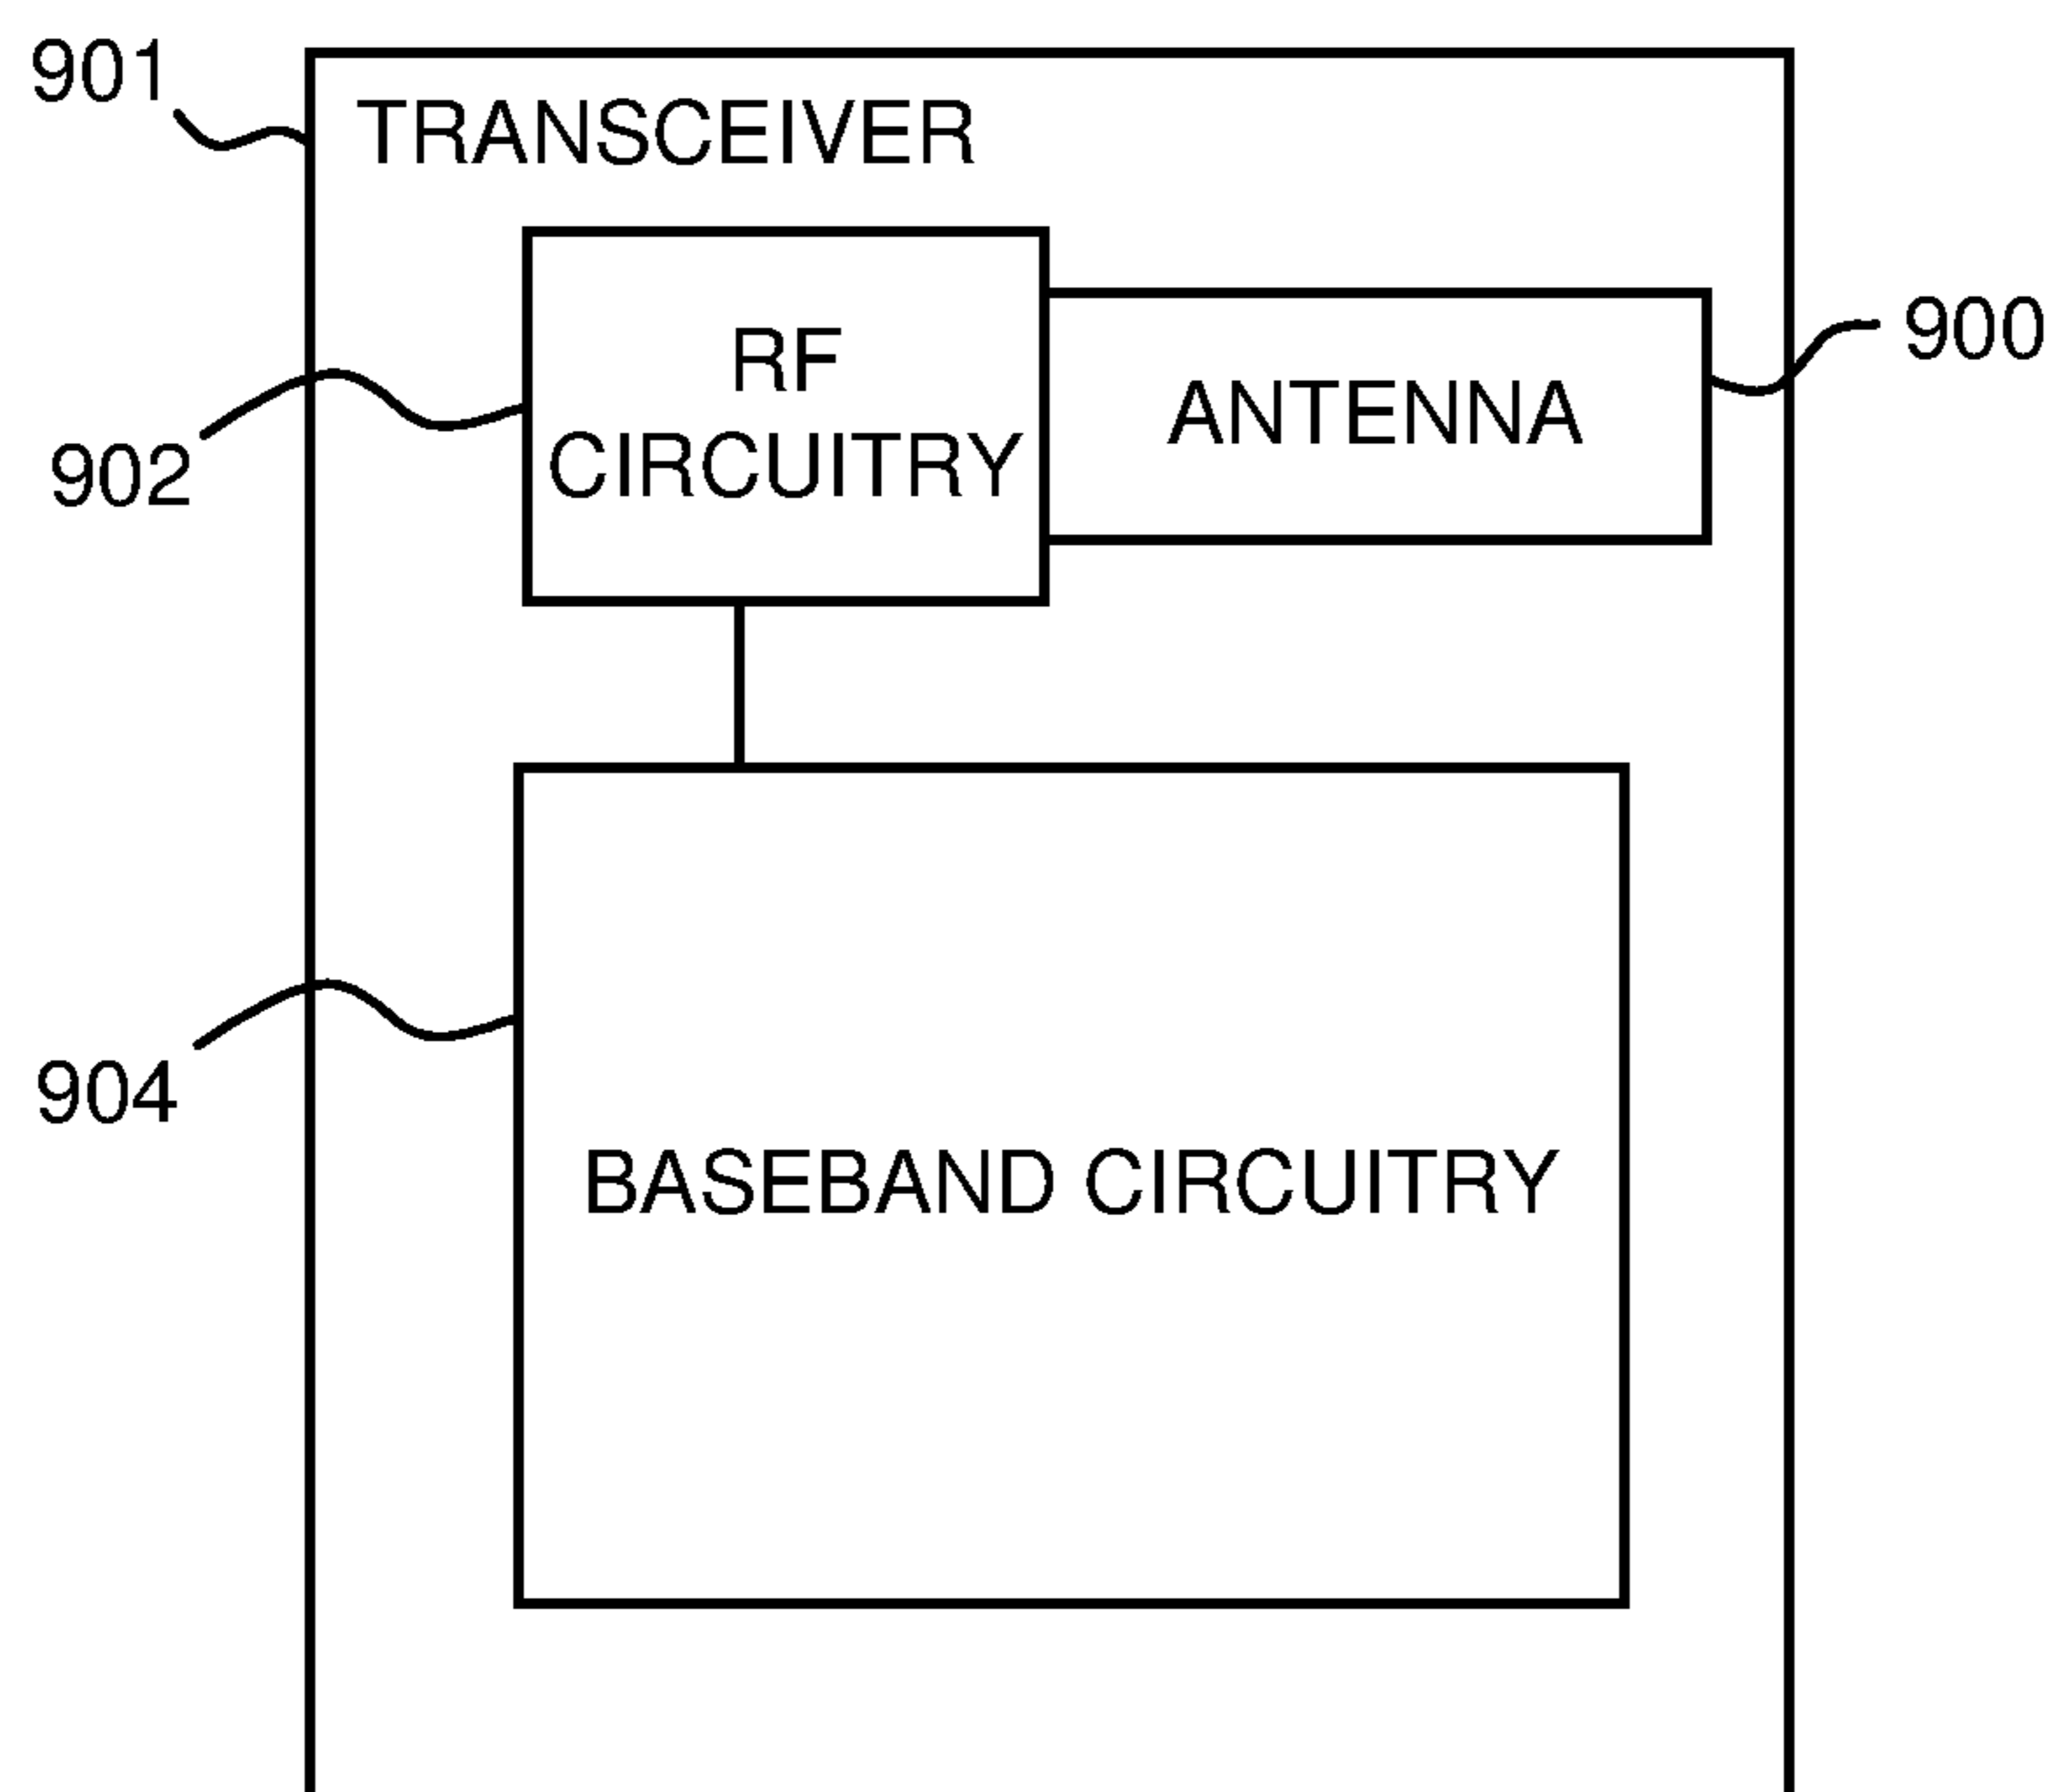 901
TRANSCEIVER
RF
CIRCUITRY
ANTENNA
900
902
904
BASEBAND CIRCUITRY